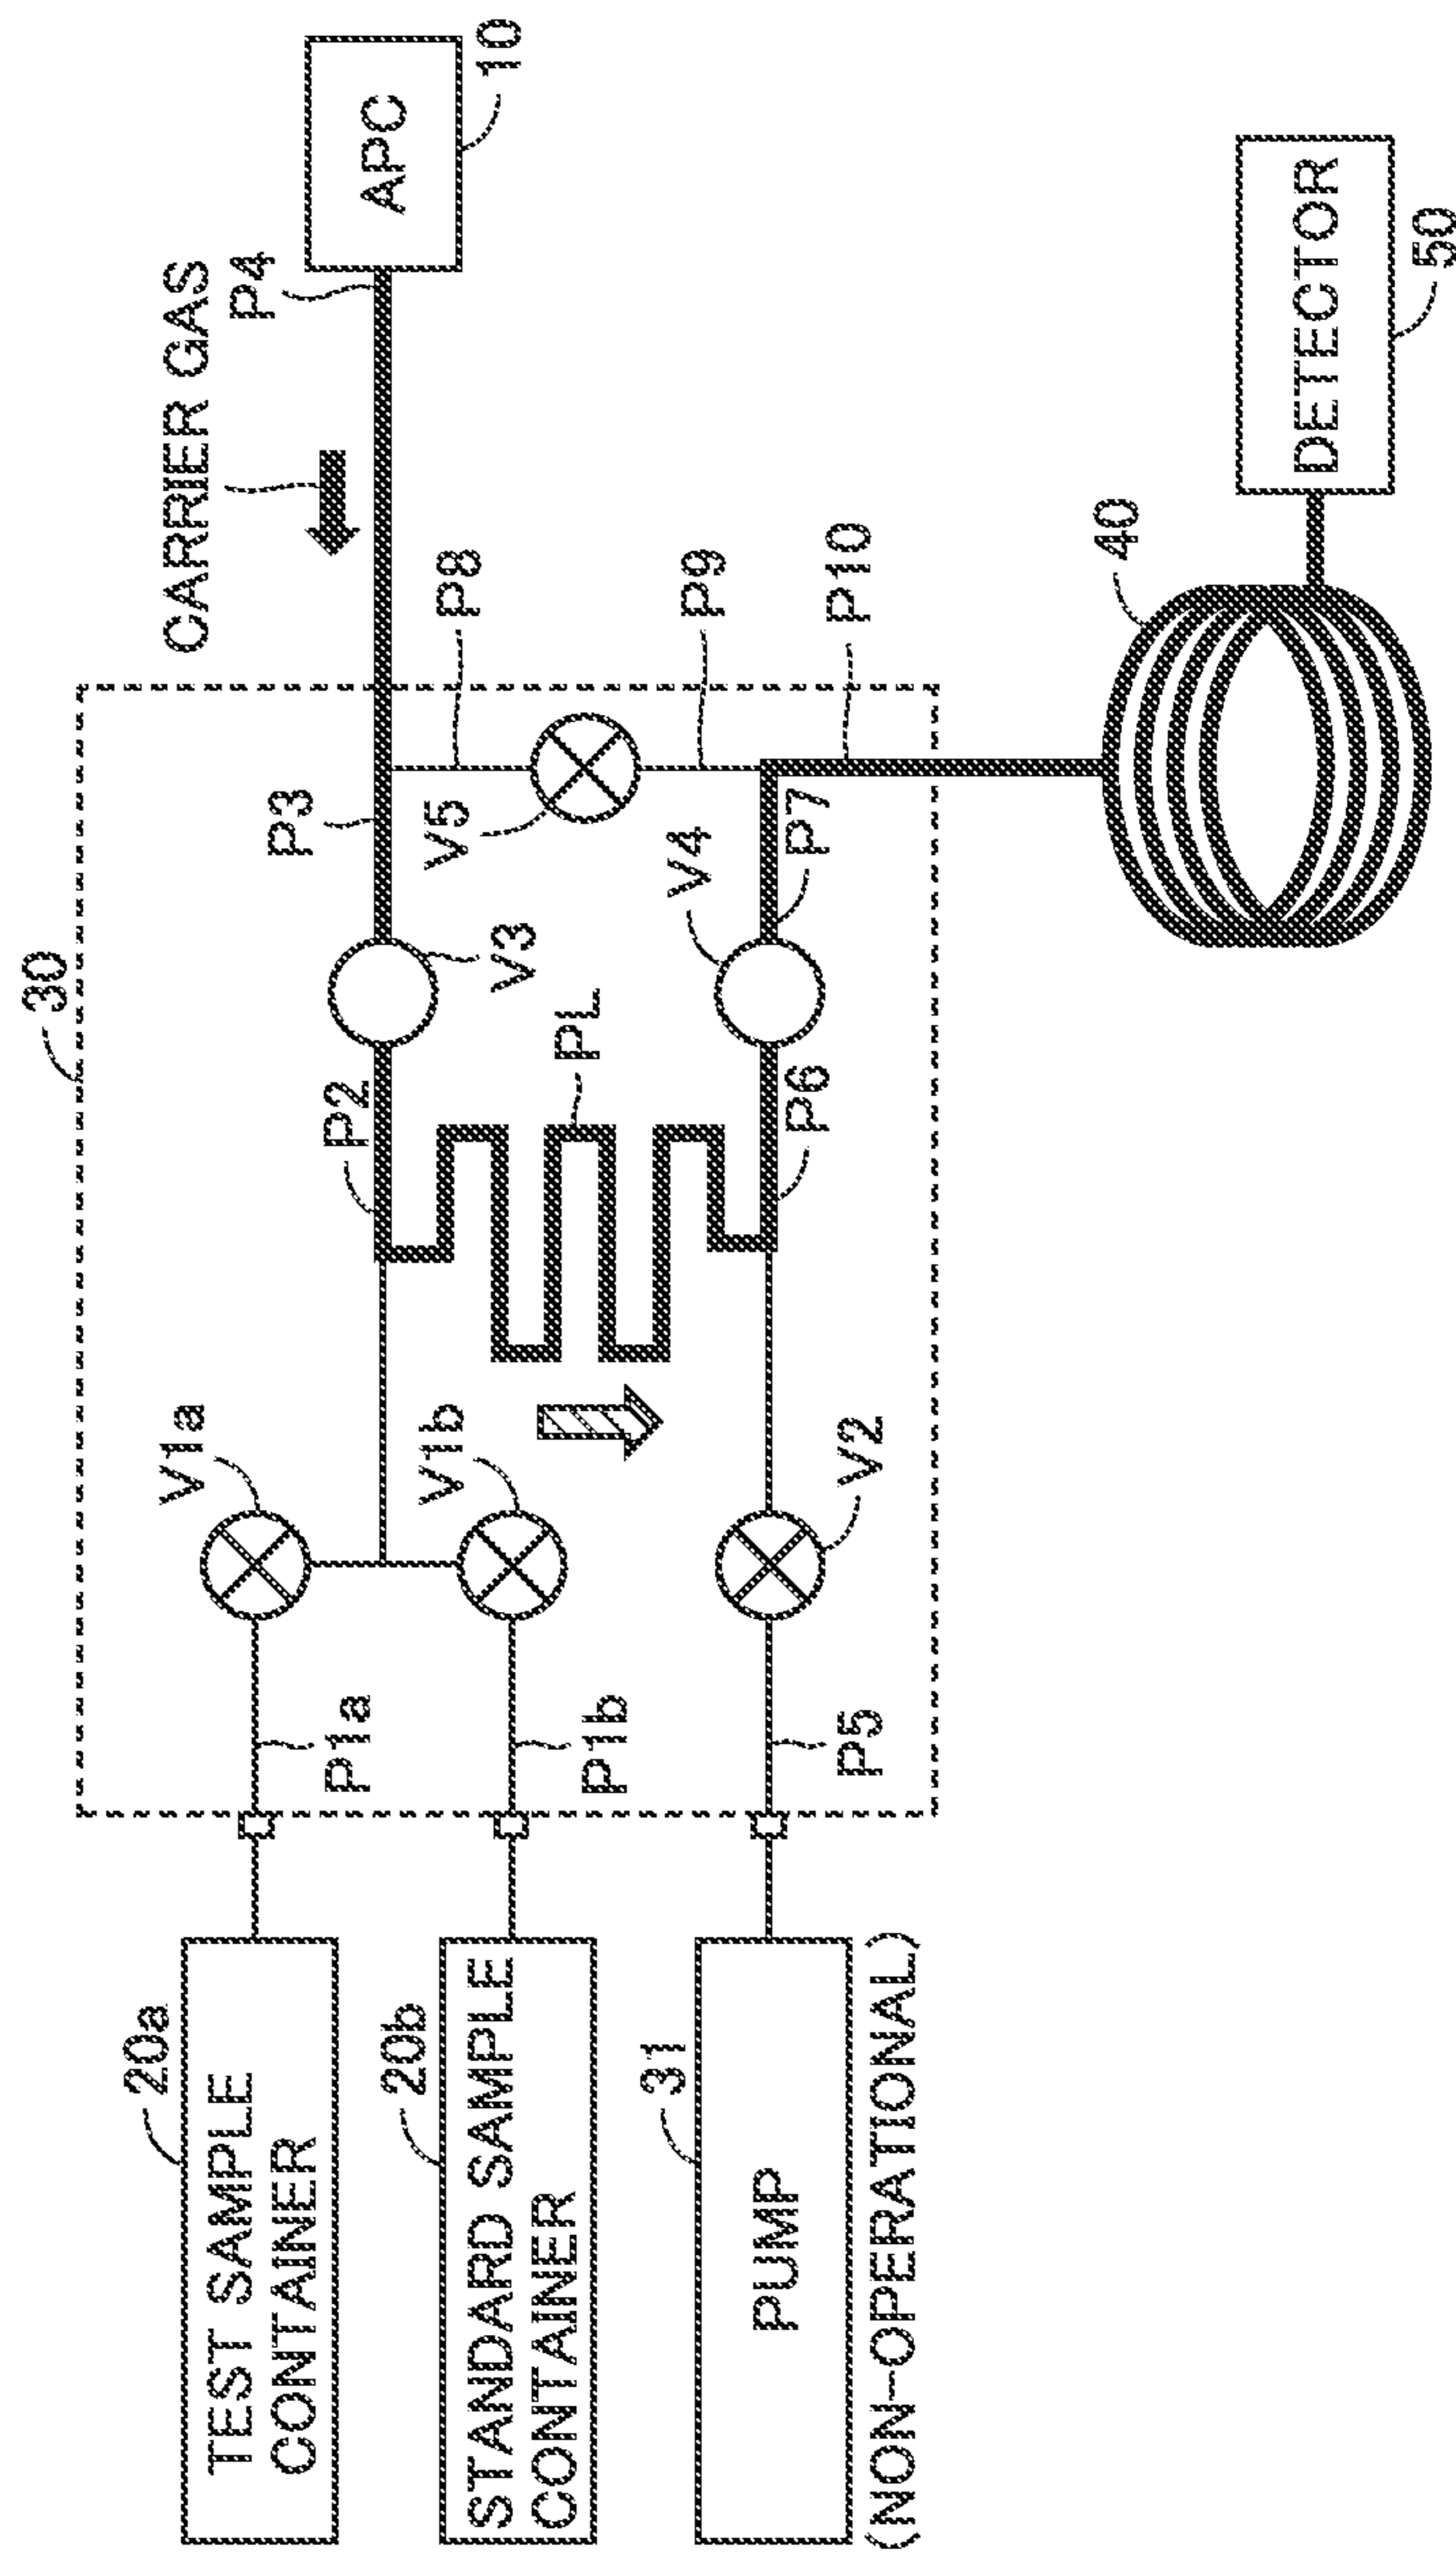 30
CARRIER GAS
P4
APC
10
P3
P8
V5
P9
P10
V3
V4
P7
P2
PL
P6
V1a
V1b
V2
P1a
P1b
P5
20a
TEST SAMPLE
CONTAINER
20b
STANDARD SAMPLE
CONTAINER
31
PUMP
(NON-OPERATIONAL)
40
DETECTOR
50